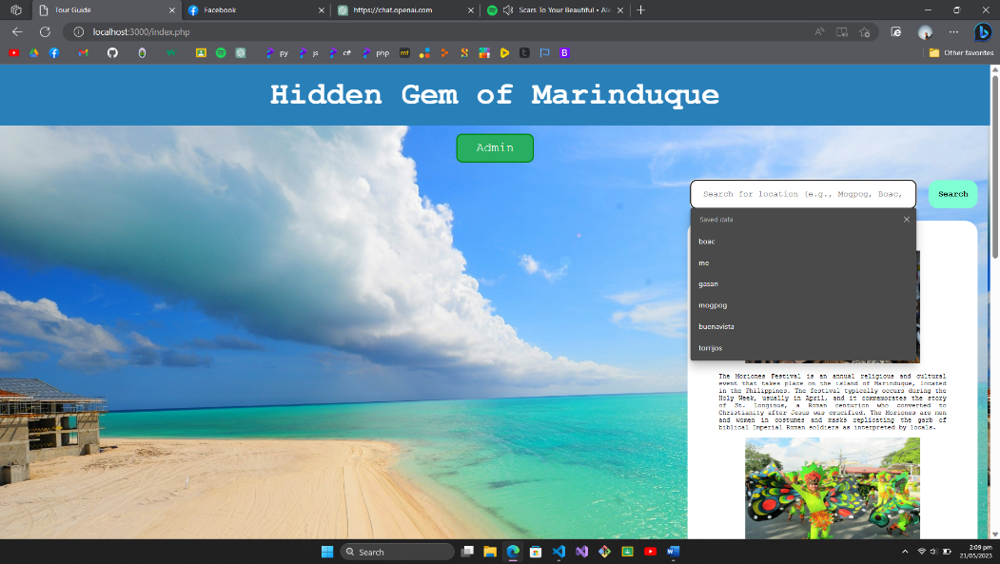 Tour Guide
Facebook
https://chat.openai.com
Scars To Your Beautiful • Ale
localhost:3000/index.php
py
js
c#
php
mt
Other favorites
Hidden Gem of Marinduque
Admin
Search for location (e.g., Mogpog, Boac,
Search
Saved data
boac
me
gasan
mogpog
buenavista
torrijos
The Moriones Festival is an annual religious and cultural
event that takes place on the island of Marinduque, located
in the Philippines. The festival typically occurs during the
Holy Week, usually in April, and it commemorates the story
of St. Longinus, a Roman centurion who converted to
Christianity after Jesus was crucified. The Moriones are men
and women in costumes and masks replicating the garb of
biblical Imperial Roman soldiers as interpreted by locals.
Search
2:09 pm
21/05/2023